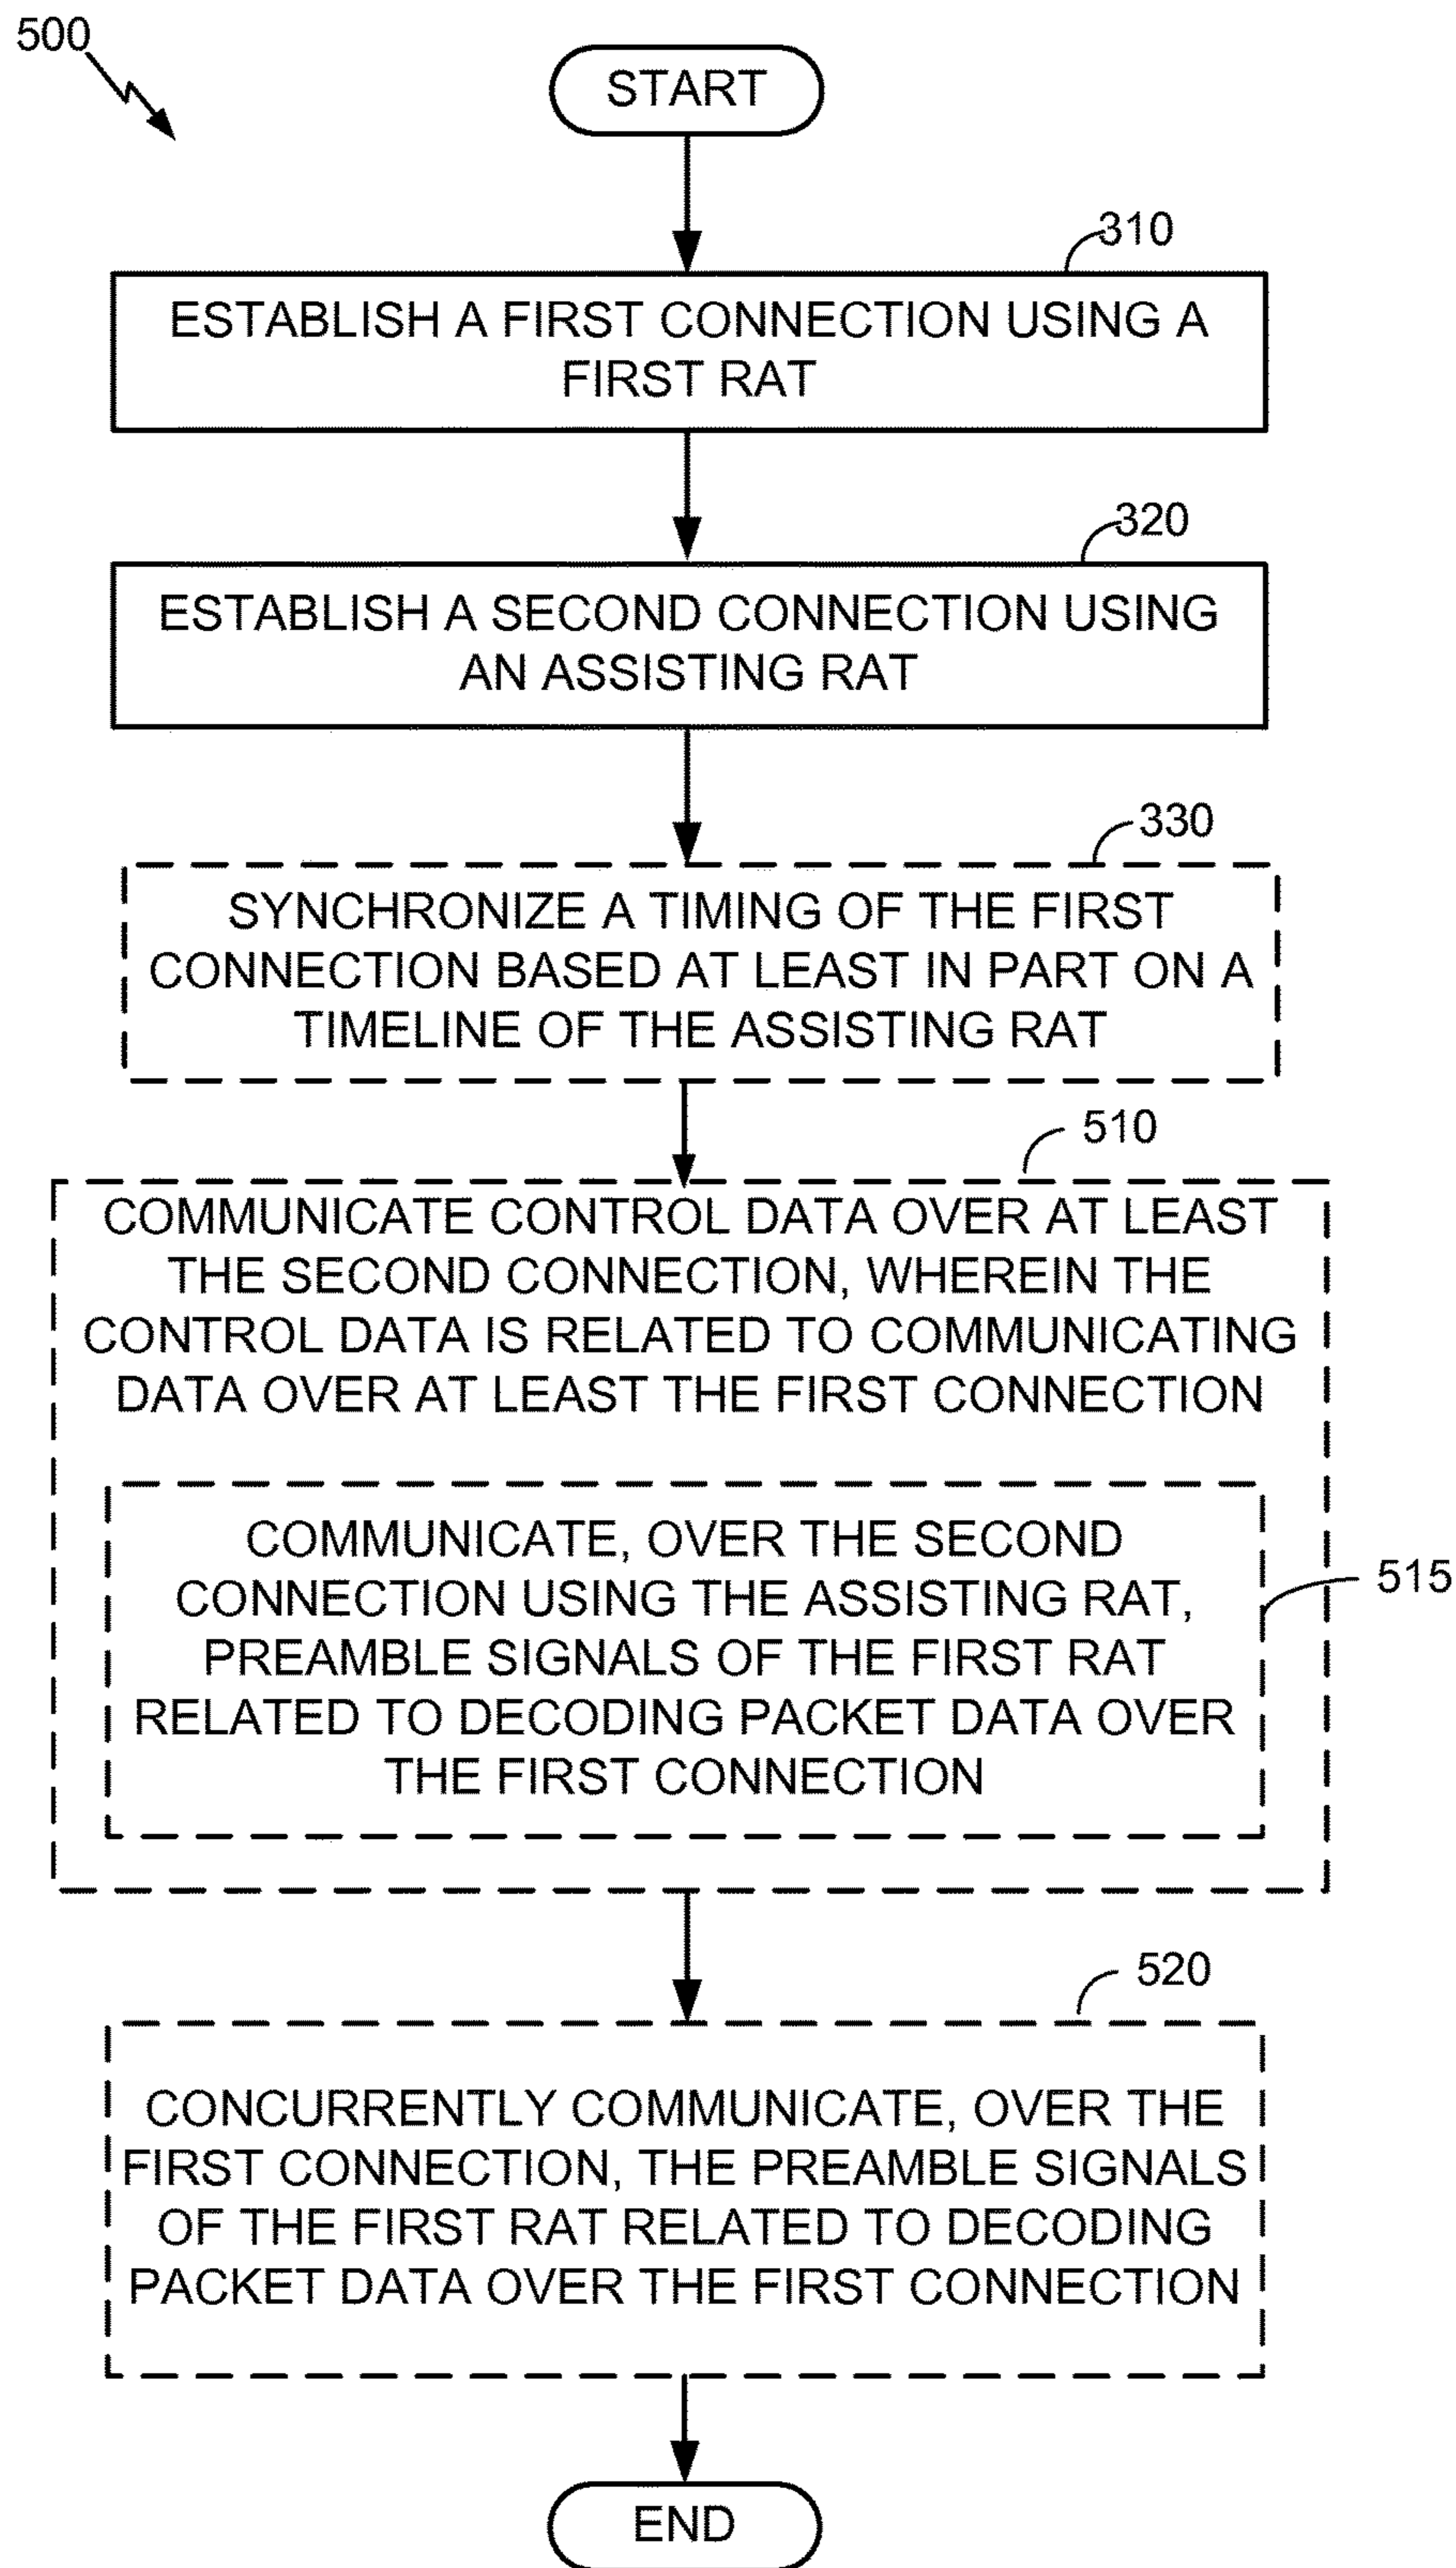 500
START
310
ESTABLISH A FIRST CONNECTION USING A
FIRST RAT
320
ESTABLISH A SECOND CONNECTION USING
AN ASSISTING RAT
330
SYNCHRONIZE A TIMING OF THE FIRST
CONNECTION BASED AT LEAST IN PART ON A
TIMELINE OF THE ASSISTING RAT
510
COMMUNICATE CONTROL DATA OVER AT LEAST
THE SECOND CONNECTION, WHEREIN THE
CONTROL DATA IS RELATED TO COMMUNICATING
DATA OVER AT LEAST THE FIRST CONNECTION
COMMUNICATE, OVER THE SECOND
CONNECTION USING THE ASSISTING RAT,
PREAMBLE SIGNALS OF THE FIRST RAT
RELATED TO DECODING PACKET DATA OVER
THE FIRST CONNECTION
515
520
CONCURRENTLY COMMUNICATE, OVER THE
FIRST CONNECTION, THE PREAMBLE SIGNALS
OF THE FIRST RAT RELATED TO DECODING
PACKET DATA OVER THE FIRST CONNECTION
END